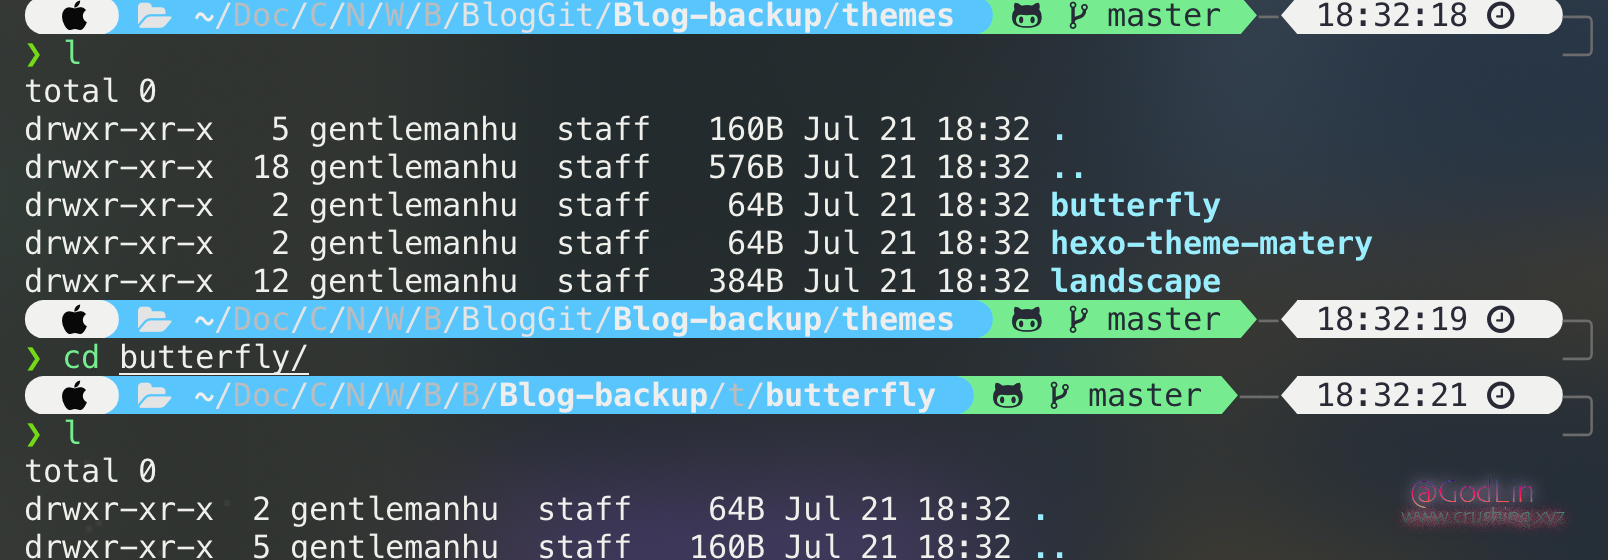 ~/Doc/C/N/W/B/BlogGit/Blog-backup/themes master 18:32:18
❯ l
total 0
drwxr-xr-x 5 gentlemanhu staff 160B Jul 21 18:32 .
drwxr-xr-x 18 gentlemanhu staff 576B Jul 21 18:32 ..
drwxr-xr-x 2 gentlemanhu staff 64B Jul 21 18:32 butterfly
drwxr-xr-x 2 gentlemanhu staff 64B Jul 21 18:32 hexo-theme-matery
drwxr-xr-x 12 gentlemanhu staff 384B Jul 21 18:32 landscape
~/Doc/C/N/W/B/BlogGit/Blog-backup/themes master 18:32:19
❯ cd butterfly/
~/Doc/C/N/W/B/B/Blog-backup/t/butterfly master 18:32:21
❯ l
total 0
drwxr-xr-x 2 gentlemanhu staff 64B Jul 21 18:32 .
drwxr-xr-x 5 gentlemanhu staff 160B Jul 21 18:32 ..
@GodLin
www.crushing.xyz